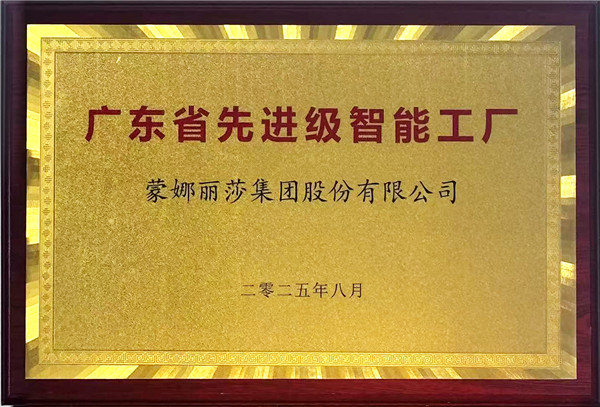 广东省先进级智能工厂
蒙娜丽莎集团股份有限公司
二零二五年八月